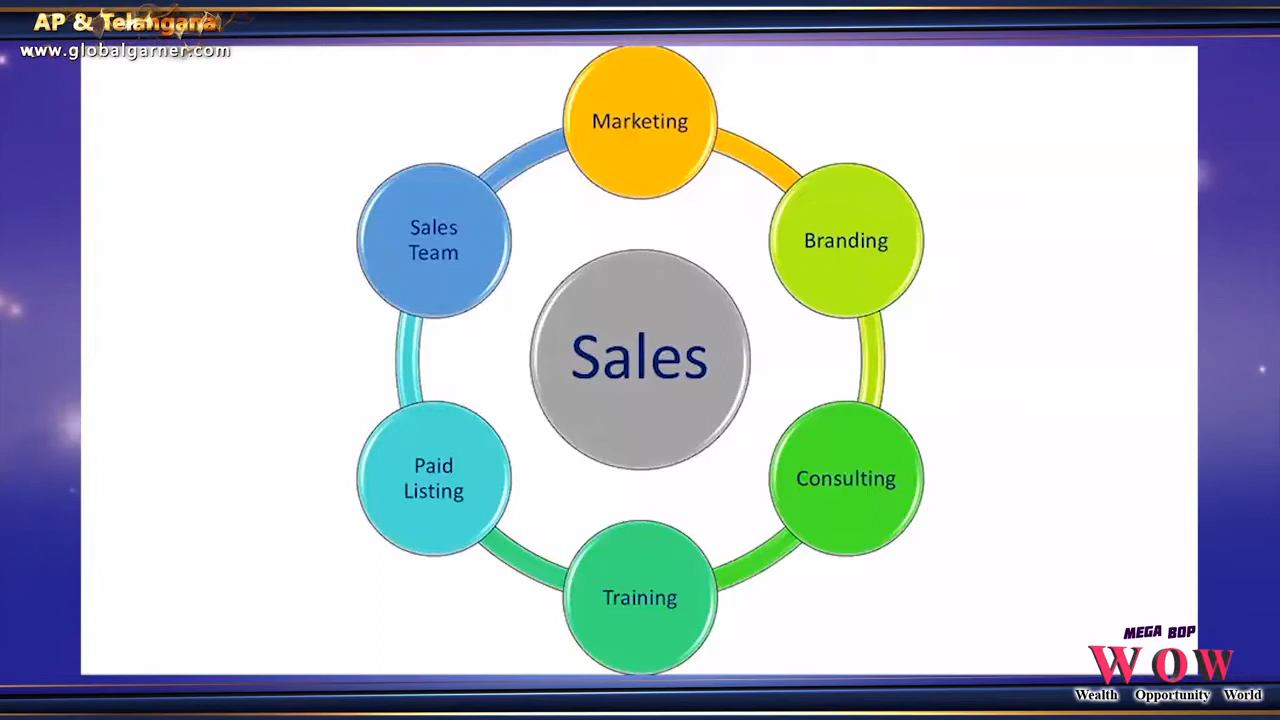 AP & Telangana
www.globalgarner.com
Marketing
Sales
Team
Branding
Sales
Paid
Listing
Consulting
Training
MEGA BOP
WOW
Wealth Opportunity World